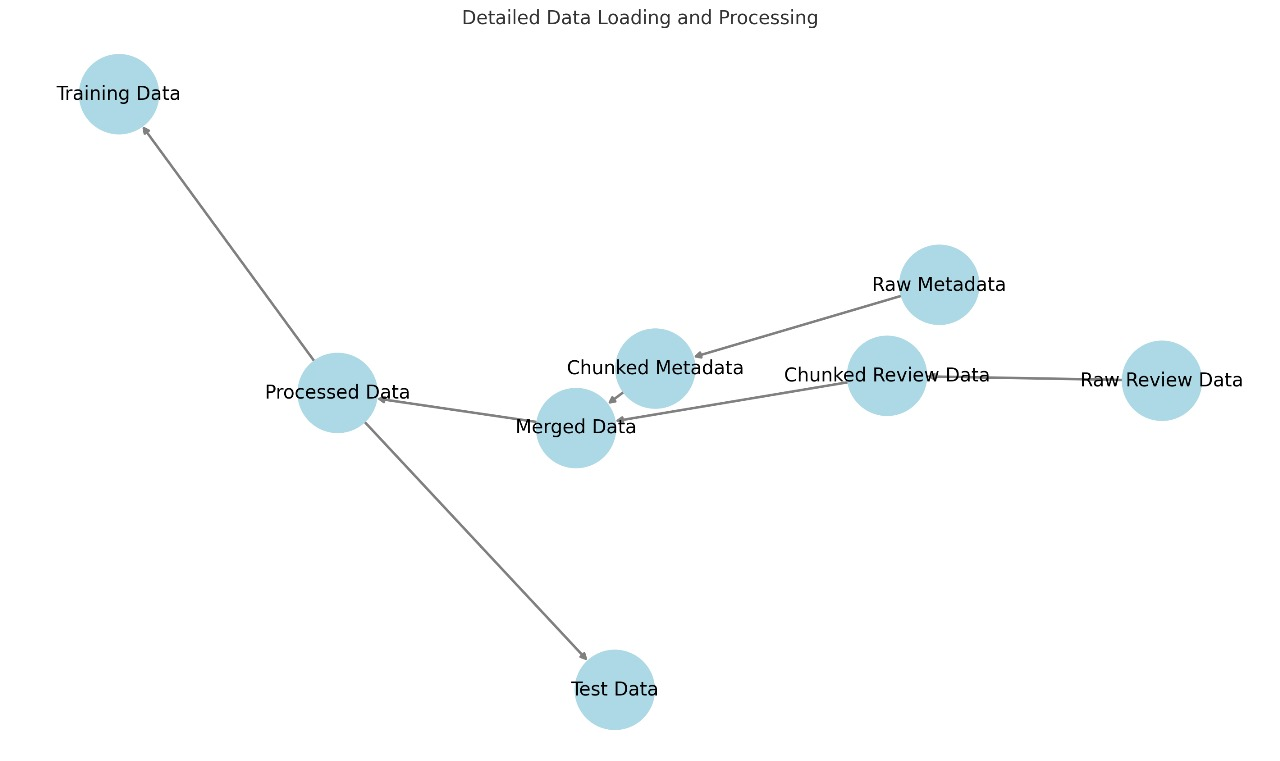 Detailed Data Loading and Processing
Training Data
Raw Metadata
Chunked Metadata
Chunked Review Data
Raw Review Data
Processed Data
Merged Data
Test Data